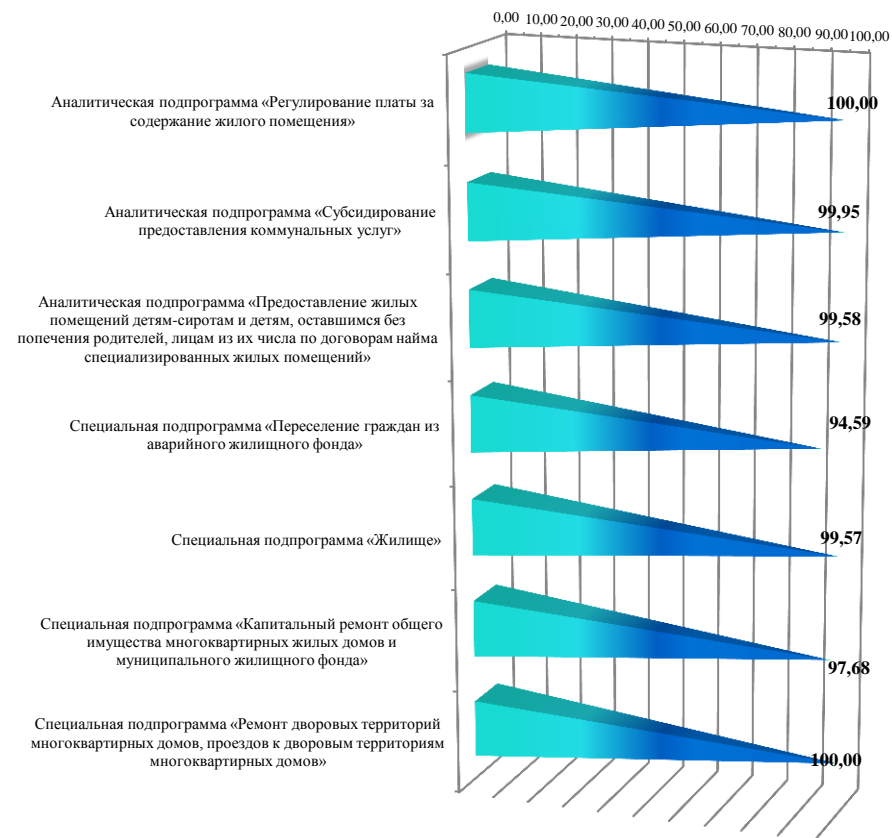 0,00 10,00 20,00 30,00 40,00 50,00 60,00 70,00 80,00 90,00 100,00
Аналитическая подпрограмма «Регулирование платы за
содержание жилого помещения»
100,00
Аналитическая подпрограмма «Субсидирование
предоставления коммунальных услуг»
99,95
Аналитическая подпрограмма «Предоставление жилых
помещений детям-сиротам и детям, оставшимся без
попечения родителей, лицам из их числа по договорам найма
специализированных жилых помещений»
99,58
Специальная подпрограмма «Переселение граждан из
аварийного жилищного фонда»
94,59
Специальная подпрограмма «Жилище»
99,57
Специальная подпрограмма «Капитальный ремонт общего
имущества многоквартирных жилых домов и
муниципального жилищного фонда»
97,68
Специальная подпрограмма «Ремонт дворовых территорий
многоквартирных домов, проездов к дворовым территориям
многоквартирных домов»
100,00